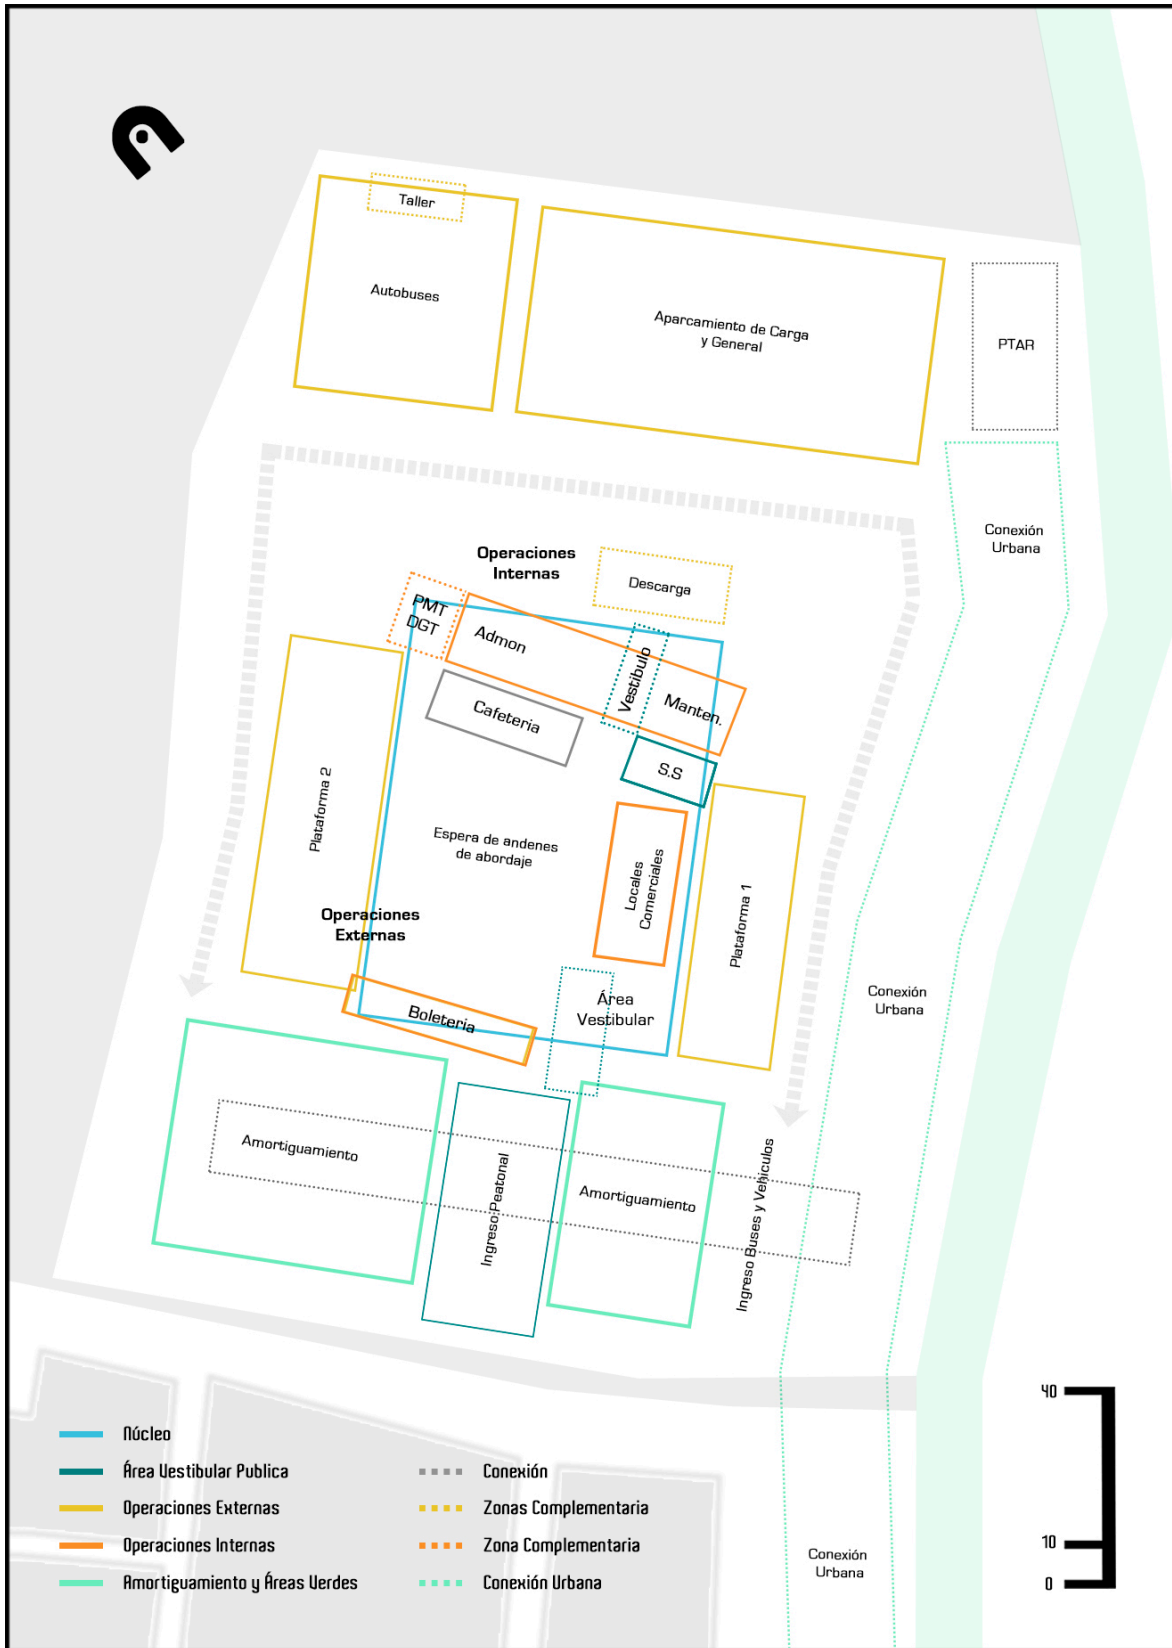 Taller
Autobuses
Aparcamiento de Carga
y General
PTAR
Conexión
Urbana
Operaciones
Internas
Descarga
PMT
DGT
Admon
Vestibulo
Manten.
Cafeteria
S.S
Plataforma 2
Espera de andenes
de abordaje
Locales
Comerciales
Plataforma 1
Operaciones
Externas
Boleteria
Área
Vestibular
Conexión
Urbana
Amortiguamiento
Ingreso Peatonal
Amortiguamiento
Ingreso Buses y Vehiculos
Conexión
Urbana
40
10
0
Núcleo
Área Vestibular Publica
Operaciones Externas
Operaciones Internas
Amortiguamiento y Áreas Verdes
Conexión
Zonas Complementaria
Zona Complementaria
Conexión Urbana